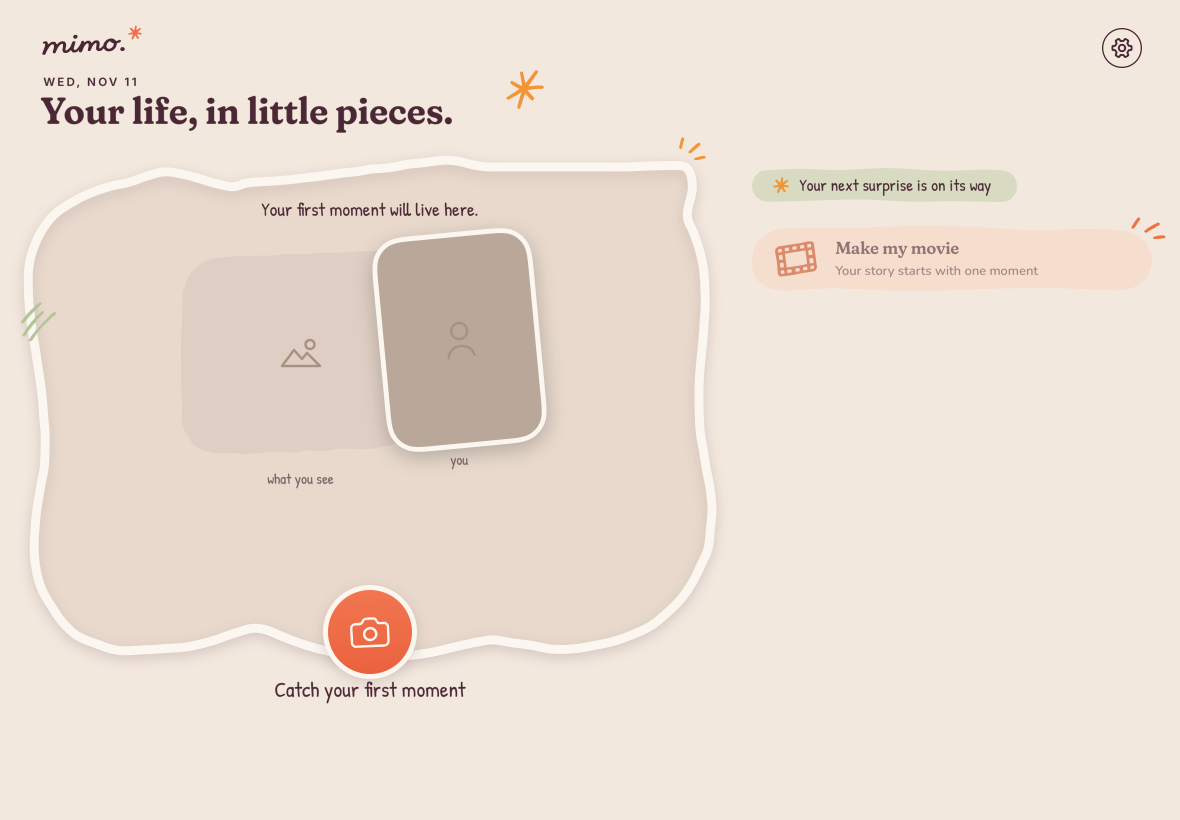 mimo.
WED, NOV 11
Your life, in little pieces.
Your next surprise is on its way
Your first moment will live here.
Make my movie
Your story starts with one moment
you
what you see
Catch your first moment